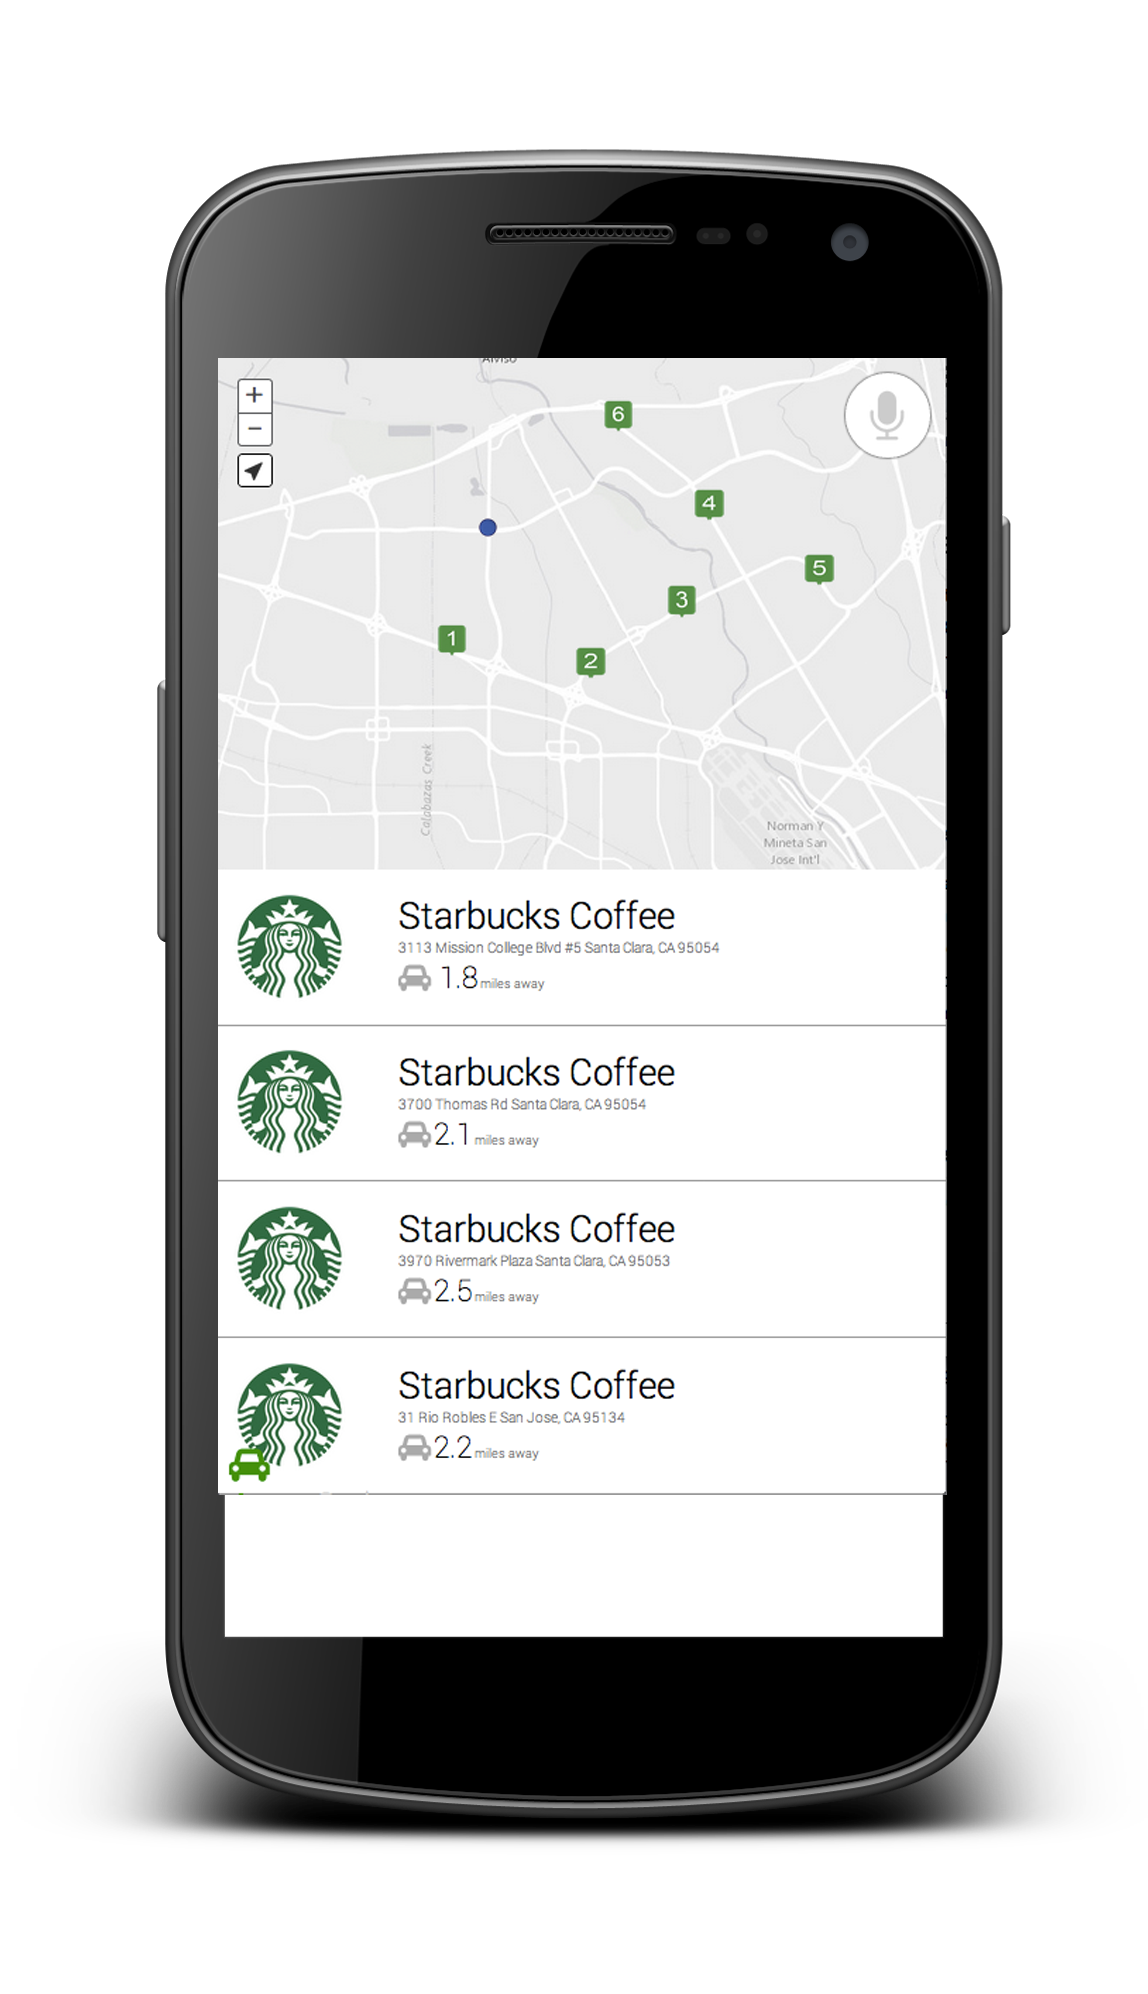 Alviso
+
−
6
4
5
3
1
2
Calabazas Creek
Norman Y
Mineta San
Jose Int'l
Starbucks Coffee
3113 Mission College Blvd #5 Santa Clara, CA 95054
1.8 miles away
Starbucks Coffee
3700 Thomas Rd Santa Clara, CA 95054
2.1 miles away
Starbucks Coffee
3970 Rivermark Plaza Santa Clara, CA 95053
2.5 miles away
Starbucks Coffee
31 Rio Robles E San Jose, CA 95134
2.2 miles away